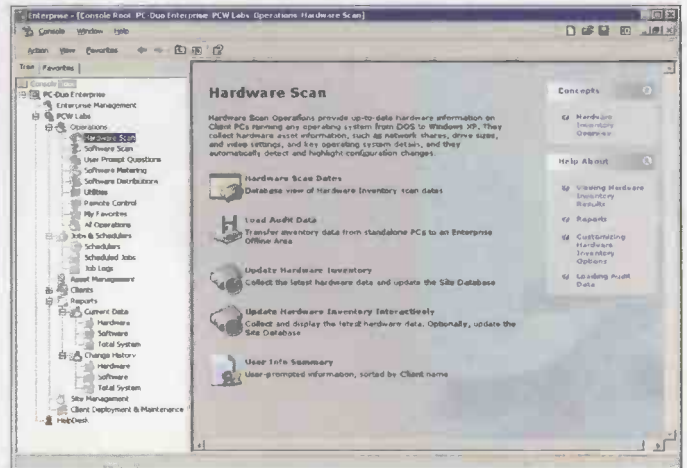 Enterprise - [Console Root PC-Duo Enterprise PCW Labs Operations Hardware Scan]
Console Window Help
Action View Favorites
Tree Favorites
Console
PC-Duo Enterprise
Enterprise Management
PCW Labs
Operations
Hardware Scan
Software Scan
User Prompt Questions
Software Metering
Software Distributions
Utilities
Remote Control
My Favorites
All Operations
Jobs & Schedulers
Schedulers
Scheduled Jobs
Job Logs
Asset Management
Clients
Reports
Current Data
Hardware
Software
Total System
Change History
Hardware
Software
Total System
Site Management
Client Deployment & Maintenance
HelpDesk
Hardware Scan
Hardware Scan Operations provide up-to-date hardware information on
Client PCs running any operating system from DOS to Windows XP. They
collect hardware asset information, such as network shares, drive sizes,
and video settings, and key operating system details, and they
automatically detect and highlight configuration changes.
Hardware Scan Dates
Database view of Hardware Inventory scan dates
Load Audit Data
Transfer inventory data from standalone PCs to an Enterprise
Offline Area
Update Hardware Inventory
Collect the latest hardware data and update the Site Database
Update Hardware Inventory Interactively
Collect and display the latest hardware data. Optionally, update the
Site Database
User Info Summary
User-prompted information, sorted by Client name
Concepts
Hardware
Inventory
Overview
Help About
Viewing Hardware
Inventory
Results
Reports
Customizing
Hardware
Inventory
Options
Loading Audit
Data